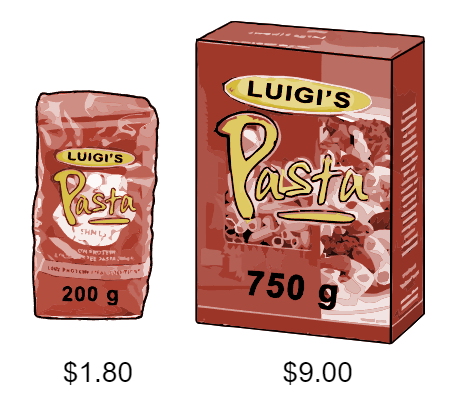 LUIGI'S
Pasta
200 g
$1.80
LUIGI'S
Pasta
750 g
$9.00